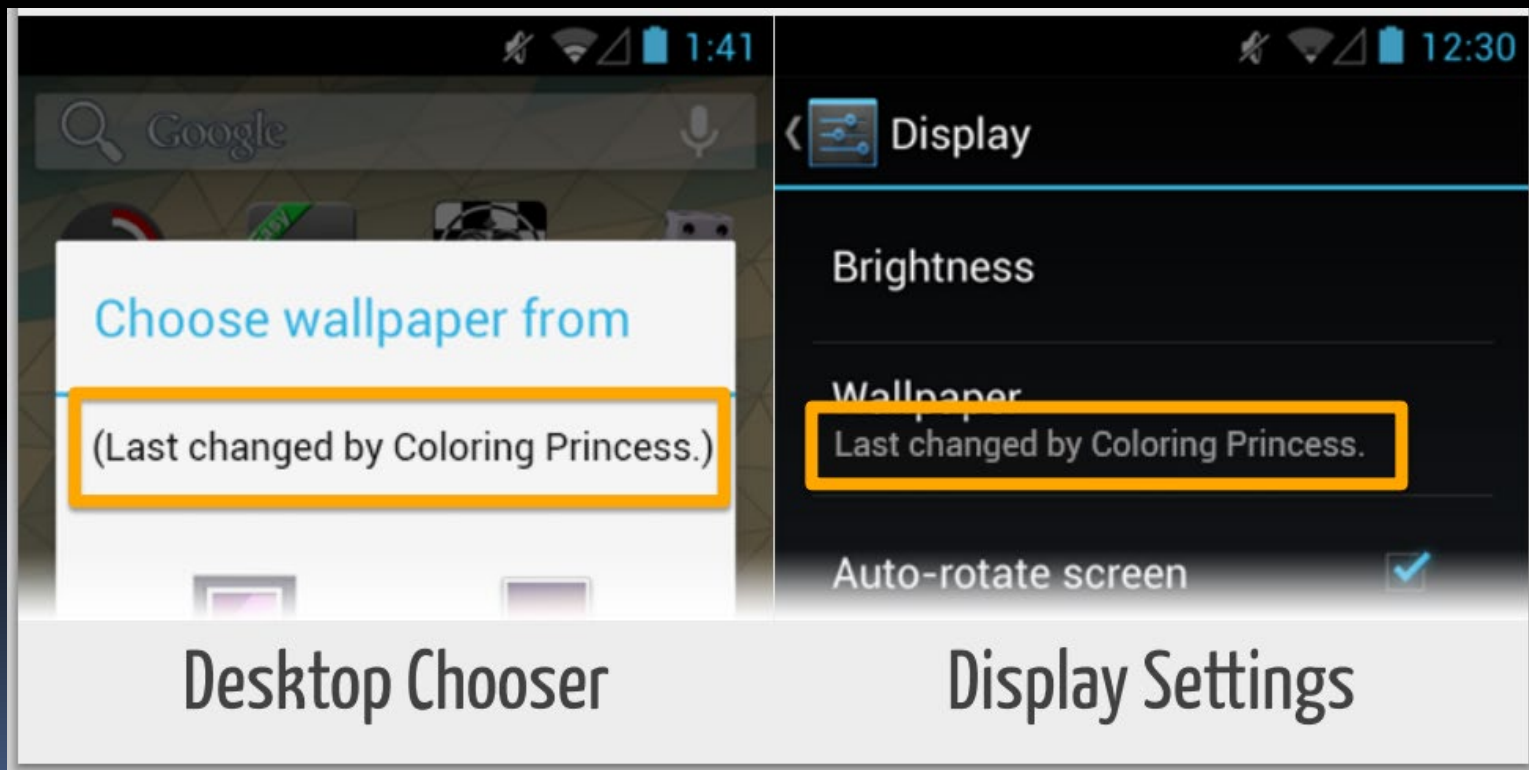 1:41
Google
Choose wallpaper from
(Last changed by Coloring Princess.)
Desktop Chooser
12:30
Display
Brightness
Wallpaper
Last changed by Coloring Princess.
Auto-rotate screen
Display Settings